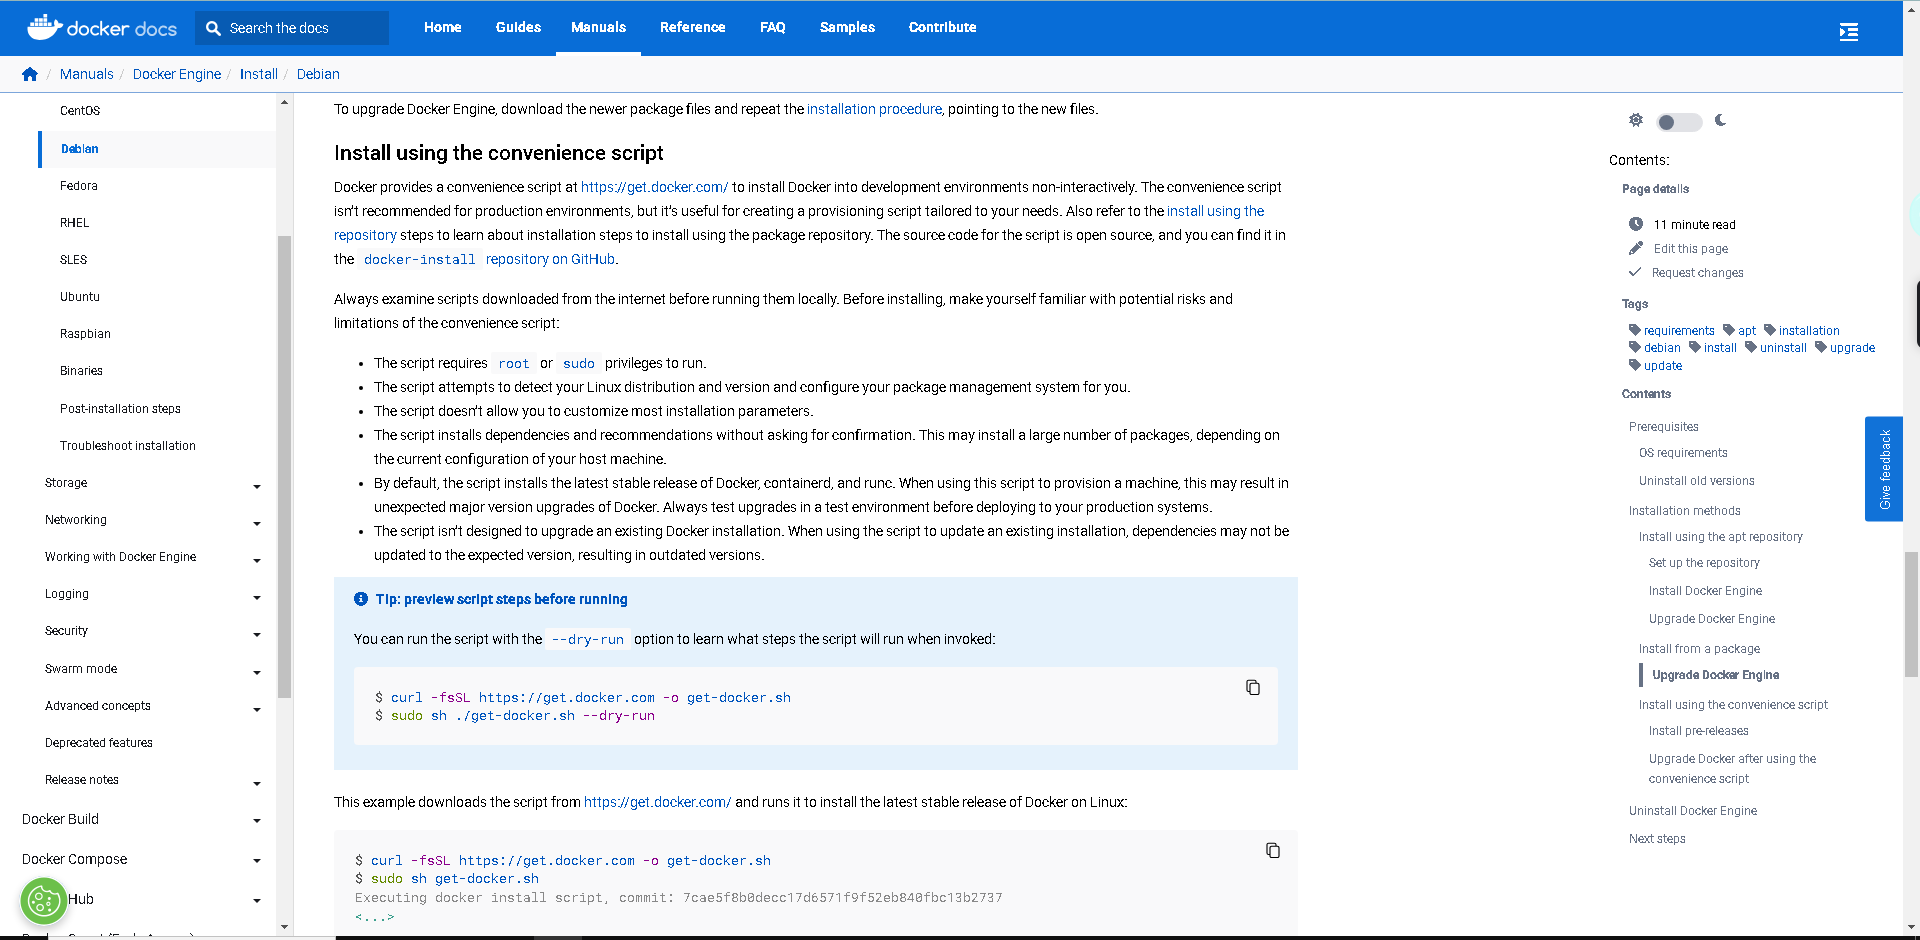 docker docs
Search the docs
Home
Guides
Manuals
Reference
FAQ
Samples
Contribute
/ Manuals / Docker Engine / Install / Debian
CentOS
Debian
Fedora
RHEL
SLES
Ubuntu
Raspbian
Binaries
Post-installation steps
Troubleshoot installation
Storage
Networking
Working with Docker Engine
Logging
Security
Swarm mode
Advanced concepts
Deprecated features
Release notes
Docker Build
Docker Compose
Hub
To upgrade Docker Engine, download the newer package files and repeat the installation procedure, pointing to the new files.
Install using the convenience script
Docker provides a convenience script at https://get.docker.com/ to install Docker into development environments non-interactively. The convenience script
isn't recommended for production environments, but it's useful for creating a provisioning script tailored to your needs. Also refer to the install using the
repository steps to learn about installation steps to install using the package repository. The source code for the script is open source, and you can find it in
the docker-install repository on GitHub.
Always examine scripts downloaded from the internet before running them locally. Before installing, make yourself familiar with potential risks and
limitations of the convenience script:
• The script requires root or sudo privileges to run.
• The script attempts to detect your Linux distribution and version and configure your package management system for you.
• The script doesn't allow you to customize most installation parameters.
• The script installs dependencies and recommendations without asking for confirmation. This may install a large number of packages, depending on
the current configuration of your host machine.
• By default, the script installs the latest stable release of Docker, containerd, and runc. When using this script to provision a machine, this may result in
unexpected major version upgrades of Docker. Always test upgrades in a test environment before deploying to your production systems.
• The script isn't designed to upgrade an existing Docker installation. When using the script to update an existing installation, dependencies may not be
updated to the expected version, resulting in outdated versions.
Tip: preview script steps before running
You can run the script with the --dry-run option to learn what steps the script will run when invoked:
$ curl -fsSL https://get.docker.com -o get-docker.sh
$ sudo sh ./get-docker.sh --dry-run
This example downloads the script from https://get.docker.com/ and runs it to install the latest stable release of Docker on Linux:
$ curl -fsSL https://get.docker.com -o get-docker.sh
$ sudo sh get-docker.sh
Executing docker install script, commit: 7cae5f8b0decc17d6571f9f52eb840fbc13b2737
<...>
Contents:
Page details
11 minute read
Edit this page
Request changes
Tags
requirements apt installation
debian install uninstall upgrade
update
Contents
Prerequisites
OS requirements
Uninstall old versions
Installation methods
Install using the apt repository
Set up the repository
Install Docker Engine
Upgrade Docker Engine
Install from a package
Upgrade Docker Engine
Install using the convenience script
Install pre-releases
Upgrade Docker after using the
convenience script
Uninstall Docker Engine
Next steps
Give feedback